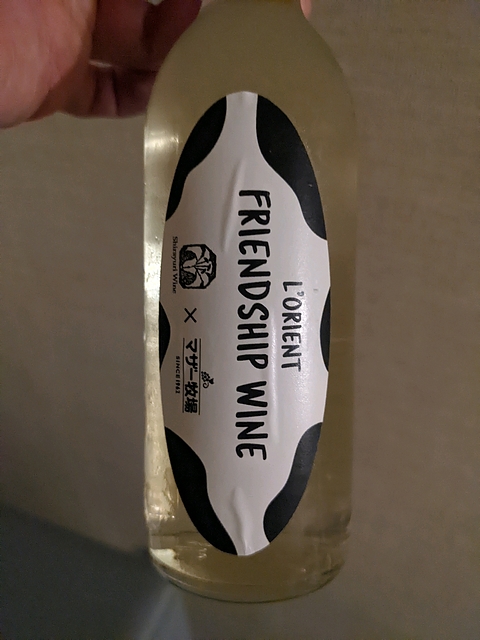 L'ORIENT
FRIENDSHIP WINE
Shirayuri Wine
×
マザー牧場
SINCE 1962